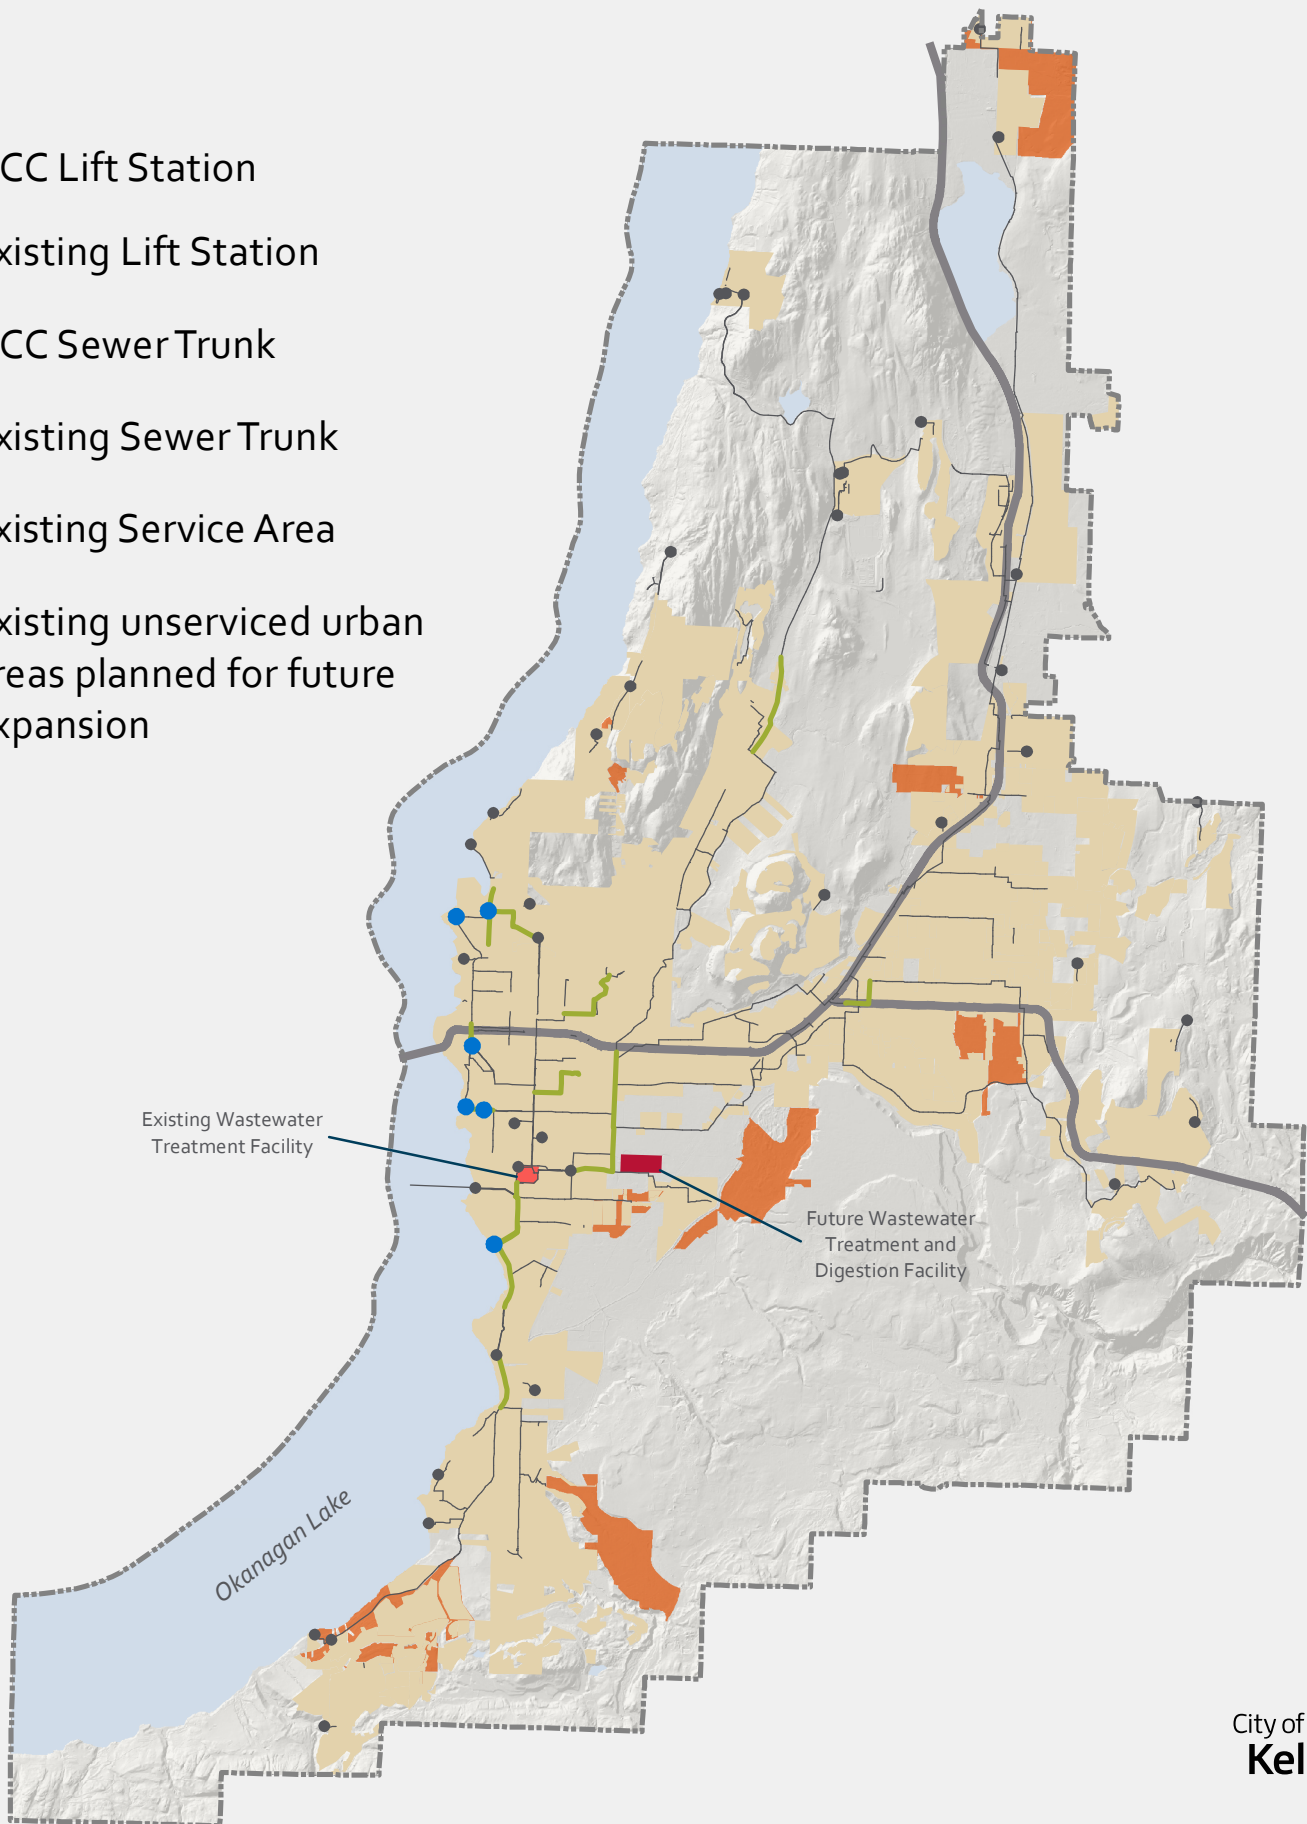 CC Lift Station
xisting Lift Station
CC Sewer Trunk
xisting Sewer Trunk
xisting Service Area
xisting unserviced urban
reas planned for future
xpansion
Existing Wastewater
Treatment Facility
Future Wastewater
Treatment and
Digestion Facility
Okanagan Lake
City of
Kel